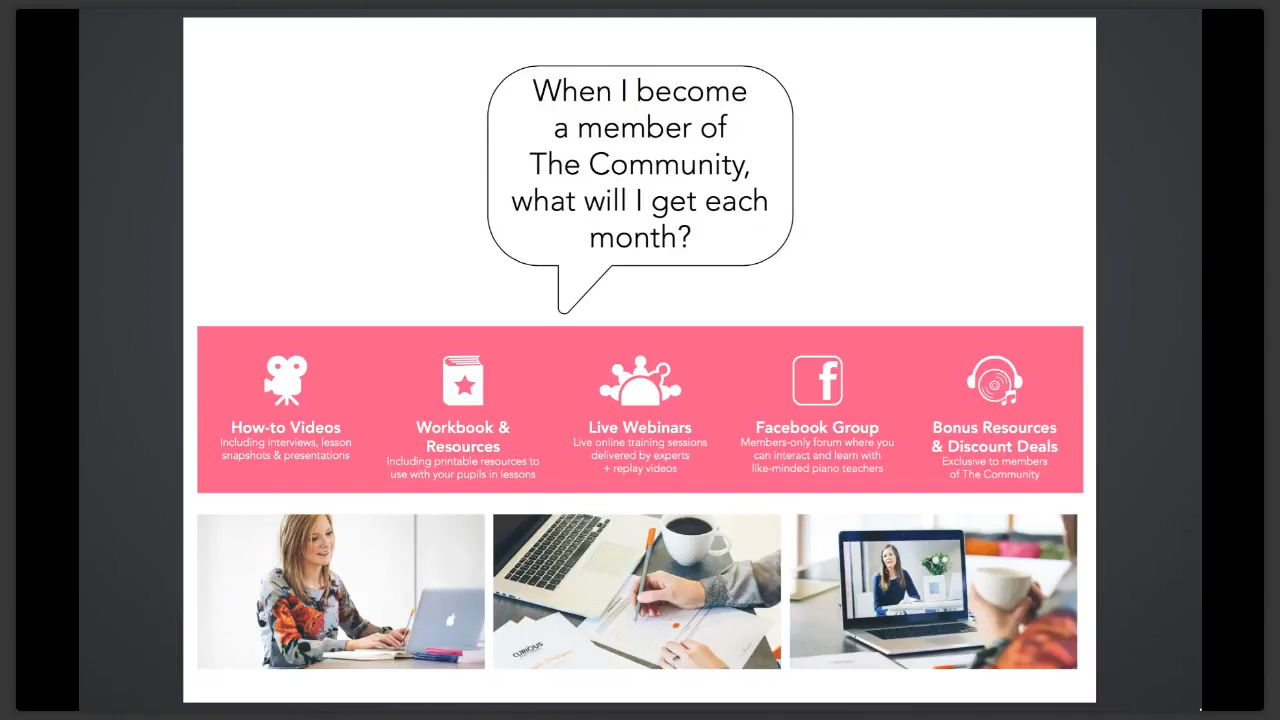 When I become
a member of
The Community,
what will I get each
month?
How-to Videos
Including interviews, lesson
snapshots & presentations
Workbook &
Resources
Including printable resources to
use with your pupils in lessons
Live Webinars
Live online training sessions
delivered by experts
+ replay videos
Facebook Group
Members-only forum where you
can interact and learn with
like-minded piano teachers
Bonus Resources
& Discount Deals
Exclusive to members
of The Community
CURIOUS